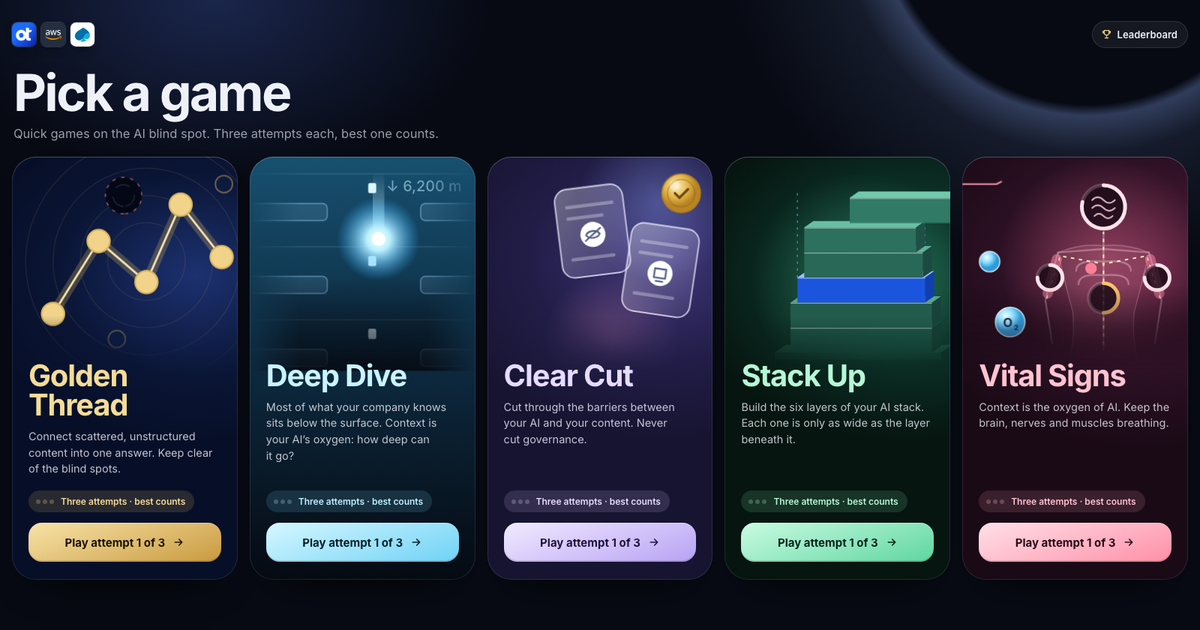 ot
aws
Leaderboard
Pick a game
Quick games on the AI blind spot. Three attempts each, best one counts.
Golden
Thread
Connect scattered, unstructured
content into one answer. Keep clear
of the blind spots.
Three attempts · best counts
Play attempt 1 of 3 →
↓ 6,200 m
Deep Dive
Most of what your company knows
sits below the surface. Context is
your AI’s oxygen: how deep can
it go?
Three attempts · best counts
Play attempt 1 of 3 →
Clear Cut
Cut through the barriers between
your AI and your content. Never
cut governance.
Three attempts · best counts
Play attempt 1 of 3 →
Stack Up
Build the six layers of your AI stack.
Each one is only as wide as the layer
beneath it.
Three attempts · best counts
Play attempt 1 of 3 →
O₂
Vital Signs
Context is the oxygen of AI. Keep the
brain, nerves and muscles breathing.
Three attempts · best counts
Play attempt 1 of 3 →